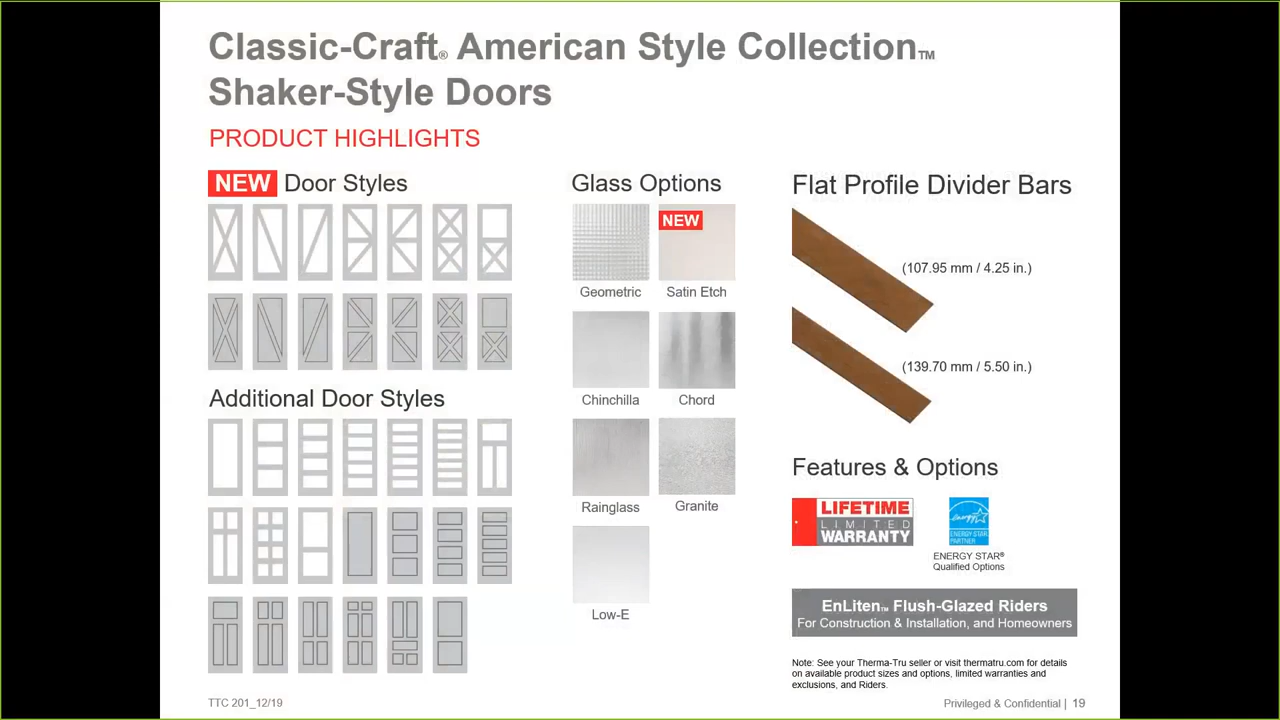 Classic-Craft® American Style Collection™
Shaker-Style Doors
PRODUCT HIGHLIGHTS
NEW Door Styles
Additional Door Styles
Glass Options
NEW
Geometric
Satin Etch
Chinchilla
Chord
Rainglass
Granite
Low-E
Flat Profile Divider Bars
(107.95 mm / 4.25 in.)
(139.70 mm / 5.50 in.)
Features & Options
LIFETIME
LIMITED
WARRANTY
energy
ENERGY STAR
PARTNER
ENERGY STAR®
Qualified Options
EnLiten™ Flush-Glazed Riders
For Construction & Installation, and Homeowners
Note: See your Therma-Tru seller or visit thermatru.com for details
on available product sizes and options, limited warranties and
exclusions, and Riders.
TTC 201_12/19
Privileged & Confidential | 19